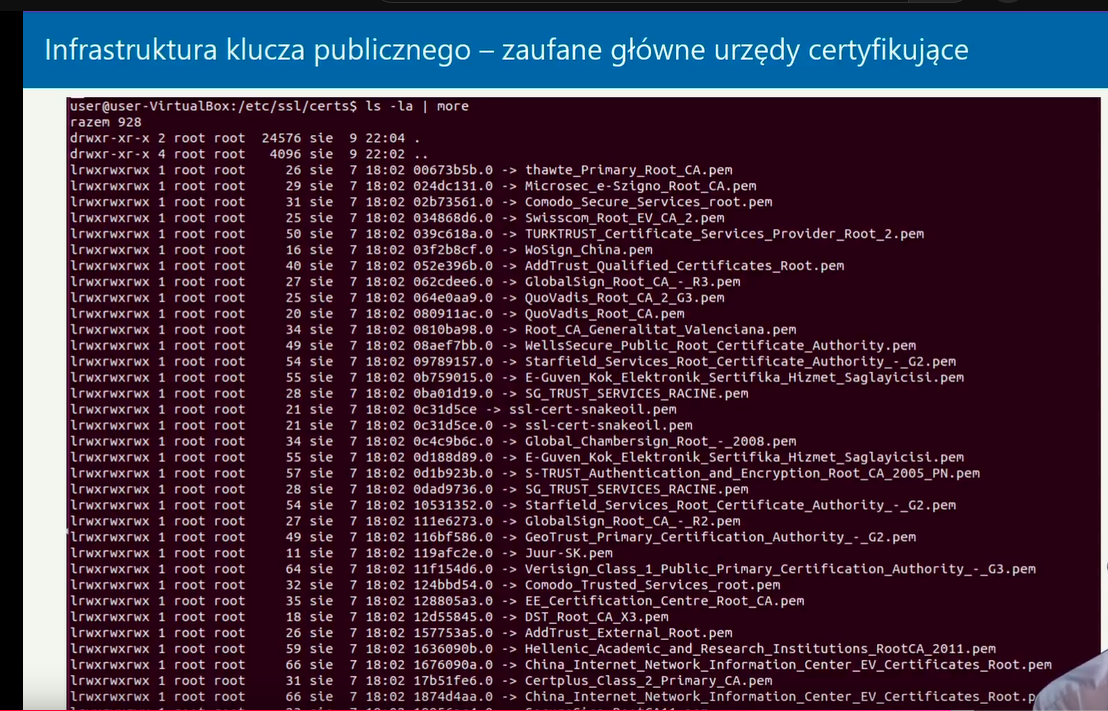 Infrastruktura klucza publicznego – zaufane główne urzędy certyfikujące
user@user-VirtualBox:/etc/ssl/certs$ ls -la | more
razem 928
drwxr-xr-x 2 root root  24576 sie  9 22:04 .
drwxr-xr-x 4 root root   4096 sie  9 22:02 ..
lrwxrwxrwx 1 root root     26 sie  7 18:02 00673b5b.0 -> thawte_Primary_Root_CA.pem
lrwxrwxrwx 1 root root     29 sie  7 18:02 024dc131.0 -> Microsec_e-Szigno_Root_CA.pem
lrwxrwxrwx 1 root root     31 sie  7 18:02 02b73561.0 -> Comodo_Secure_Services_root.pem
lrwxrwxrwx 1 root root     25 sie  7 18:02 034868d6.0 -> Swisscom_Root_EV_CA_2.pem
lrwxrwxrwx 1 root root     50 sie  7 18:02 039c618a.0 -> TURKTRUST_Certificate_Services_Provider_Root_2.pem
lrwxrwxrwx 1 root root     16 sie  7 18:02 03f2b8cf.0 -> WoSign_China.pem
lrwxrwxrwx 1 root root     40 sie  7 18:02 052e396b.0 -> AddTrust_Qualified_Certificates_Root.pem
lrwxrwxrwx 1 root root     27 sie  7 18:02 062cdee6.0 -> GlobalSign_Root_CA_-_R3.pem
lrwxrwxrwx 1 root root     25 sie  7 18:02 064e0aa9.0 -> QuoVadis_Root_CA_2_G3.pem
lrwxrwxrwx 1 root root     20 sie  7 18:02 080911ac.0 -> QuoVadis_Root_CA.pem
lrwxrwxrwx 1 root root     34 sie  7 18:02 0810ba98.0 -> Root_CA_Generalitat_Valenciana.pem
lrwxrwxrwx 1 root root     49 sie  7 18:02 08aef7bb.0 -> WellsSecure_Public_Root_Certificate_Authority.pem
lrwxrwxrwx 1 root root     54 sie  7 18:02 09789157.0 -> Starfield_Services_Root_Certificate_Authority_-_G2.pem
lrwxrwxrwx 1 root root     55 sie  7 18:02 0b759015.0 -> E-Guven_Kok_Elektronik_Sertifika_Hizmet_Saglayicisi.pem
lrwxrwxrwx 1 root root     28 sie  7 18:02 0ba01d19.0 -> SG_TRUST_SERVICES_RACINE.pem
lrwxrwxrwx 1 root root     21 sie  7 18:02 0c31d5ce -> ssl-cert-snakeoil.pem
lrwxrwxrwx 1 root root     21 sie  7 18:02 0c31d5ce.0 -> ssl-cert-snakeoil.pem
lrwxrwxrwx 1 root root     34 sie  7 18:02 0c4c9b6c.0 -> Global_Chambersign_Root_-_2008.pem
lrwxrwxrwx 1 root root     55 sie  7 18:02 0d188d89.0 -> E-Guven_Kok_Elektronik_Sertifika_Hizmet_Saglayicisi.pem
lrwxrwxrwx 1 root root     57 sie  7 18:02 0d1b923b.0 -> S-TRUST_Authentication_and_Encryption_Root_CA_2005_PN.pem
lrwxrwxrwx 1 root root     28 sie  7 18:02 0dad9736.0 -> SG_TRUST_SERVICES_RACINE.pem
lrwxrwxrwx 1 root root     54 sie  7 18:02 10531352.0 -> Starfield_Services_Root_Certificate_Authority_-_G2.pem
lrwxrwxrwx 1 root root     27 sie  7 18:02 111e6273.0 -> GlobalSign_Root_CA_-_R2.pem
lrwxrwxrwx 1 root root     49 sie  7 18:02 116bf586.0 -> GeoTrust_Primary_Certification_Authority_-_G2.pem
lrwxrwxrwx 1 root root     11 sie  7 18:02 119afc2e.0 -> Juur-SK.pem
lrwxrwxrwx 1 root root     64 sie  7 18:02 11f154d6.0 -> Verisign_Class_1_Public_Primary_Certification_Authority_-_G3.pem
lrwxrwxrwx 1 root root     32 sie  7 18:02 124bbd54.0 -> Comodo_Trusted_Services_root.pem
lrwxrwxrwx 1 root root     35 sie  7 18:02 128805a3.0 -> EE_Certification_Centre_Root_CA.pem
lrwxrwxrwx 1 root root     18 sie  7 18:02 12d55845.0 -> DST_Root_CA_X3.pem
lrwxrwxrwx 1 root root     26 sie  7 18:02 157753a5.0 -> AddTrust_External_Root.pem
lrwxrwxrwx 1 root root     59 sie  7 18:02 1636090b.0 -> Hellenic_Academic_and_Research_Institutions_RootCA_2011.pem
lrwxrwxrwx 1 root root     66 sie  7 18:02 1676090a.0 -> China_Internet_Network_Information_Center_EV_Certificates_Root.pem
lrwxrwxrwx 1 root root     31 sie  7 18:02 17b51fe6.0 -> Certplus_Class_2_Primary_CA.pem
lrwxrwxrwx 1 root root     66 sie  7 18:02 1874d4aa.0 -> China_Internet_Network_Information_Center_EV_Certificates_Root.p